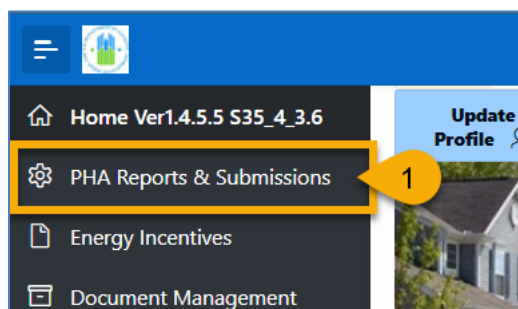 Home Ver1.4.5.5 S35_4_3.6
Update
Profile
PHA Reports & Submissions
1
Energy Incentives
Document Management